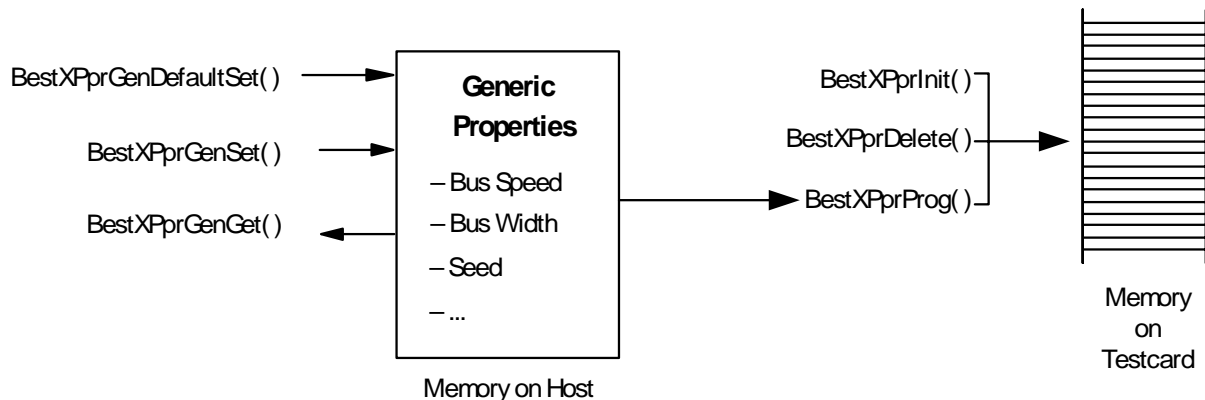 BestXPprGenDefaultSet( )
BestXPprGenSet( )
BestXPprGenGet( )
Generic
Properties
– Bus Speed
– Bus Width
– Seed
– ...
Memory on Host
BestXPprInit( )
BestXPprDelete( )
BestXPprProg( )
Memory
on
Testcard